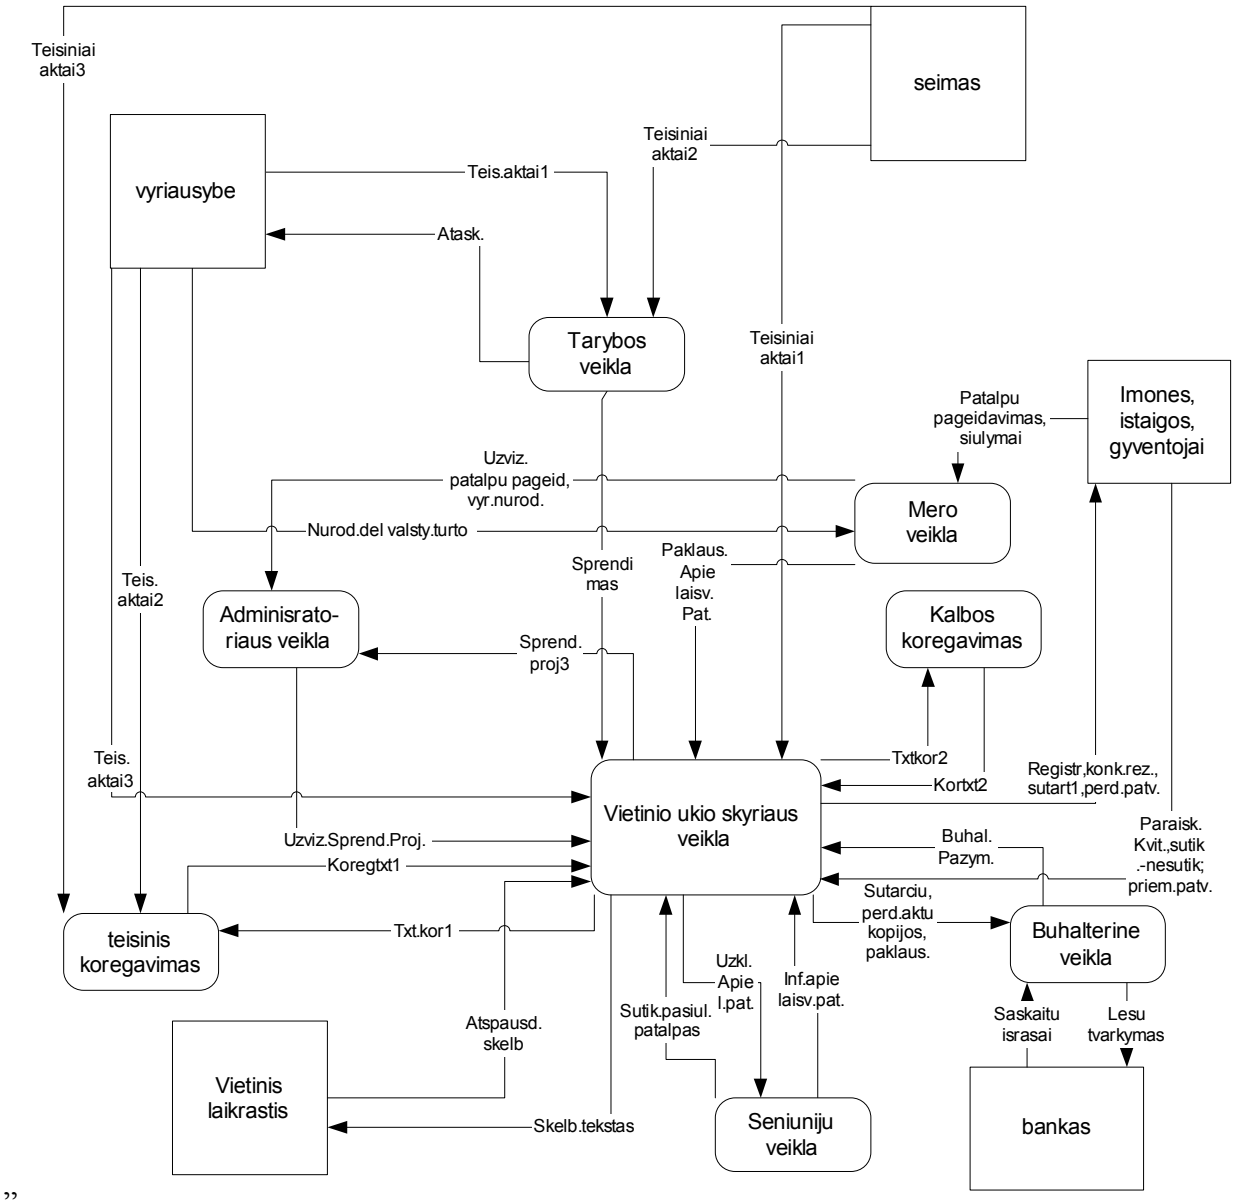 Teisiniai
aktai3
seimas
Teisiniai
aktai2
vyriausybe
Teis.aktai1
Atask.
Tarybos
veikla
Teisiniai
aktai1
Imones,
istaigos,
gyventojai
Patalpu
pageidavimas,
siulymai
Uzviz.
patalpu pageid,
vyr.nurod.
Mero
veikla
Nurod.del valsty.turto
Sprendi
mas
Paklaus.
Apie
laisv.
Pat.
Teis.
aktai2
Adminisrato-
riaus veikla
Kalbos
koregavimas
Sprend.
proj3
Teis.
aktai3
Txtkor2
Kortxt2
Registr,konk.rez.,
sutart1,perd.patv.
Vietinio ukio skyriaus
veikla
Uzviz.Sprend.Proj.
Koregtxt1
Buhal.
Pazym.
Paraisk.
Kvit.,sutik
.-nesutik;
priem.patv.
Sutarciu,
perd.aktu
kopijos,
paklaus.
teisinis
koregavimas
Txt.kor1
Buhalterine
veikla
Uzkl.
Apie
l.pat.
Inf.apie
laisv.pat.
Sutik.pasiul.
patalpas
Saskaitu
israsai
Lesu
tvarkymas
Atspausd.
skelb
Vietinis
laikrastis
Skelb.tekstas
Seniuniju
veikla
bankas
”